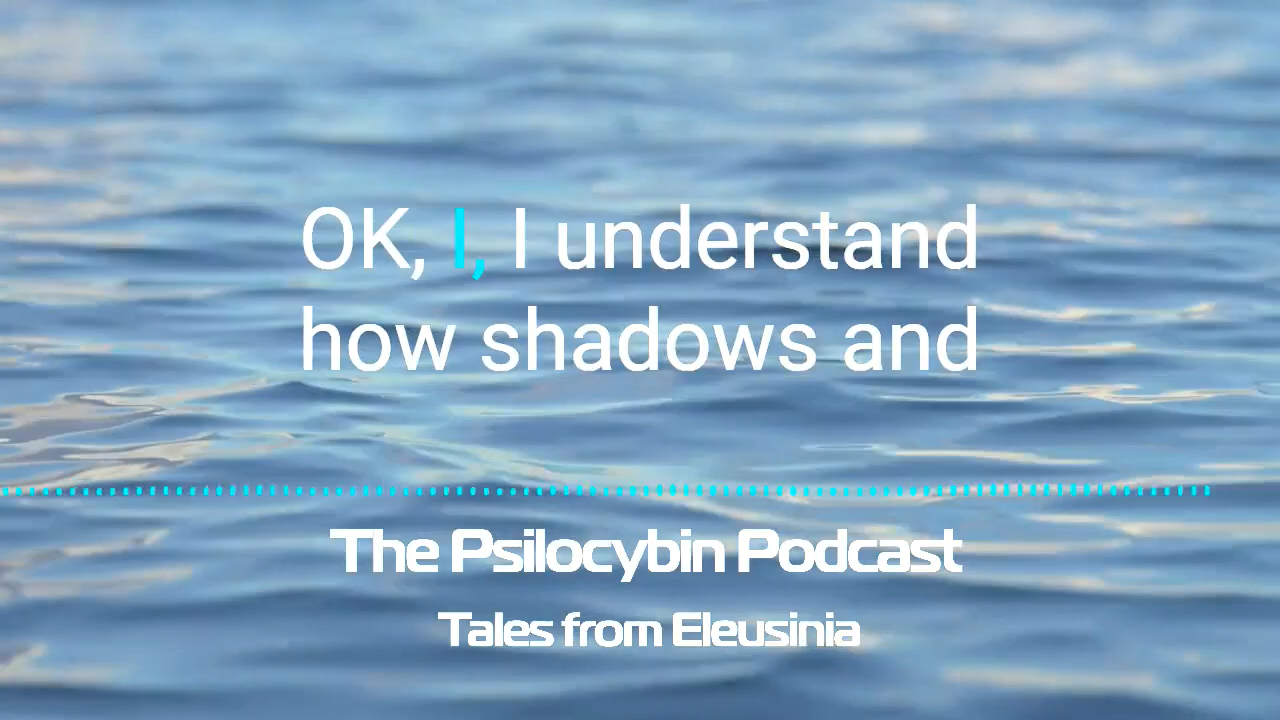 OK, I, I understand
how shadows and
The Psilocybin Podcast
Tales from Eleusinia